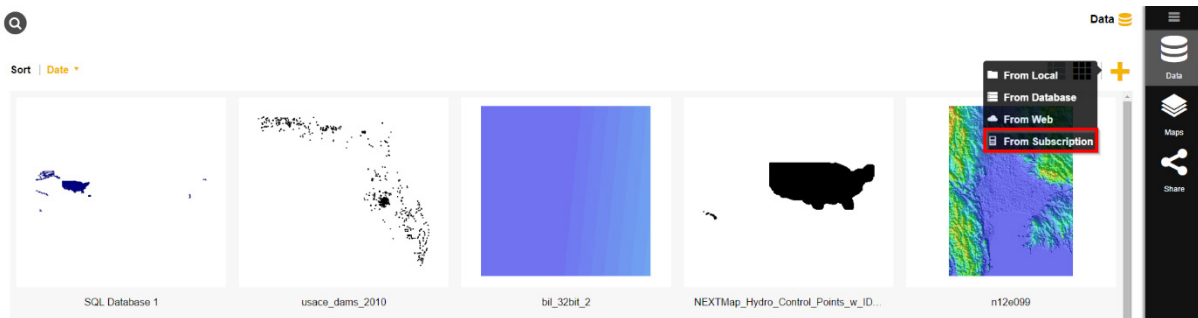 Data
Sort | Date
From Local
From Database
From Web
From Subscription
Data
Maps
Share
SQL Database 1
usace_dams_2010
bil_32bit_2
NEXTMap_Hydro_Control_Points_w_ID...
n12e099